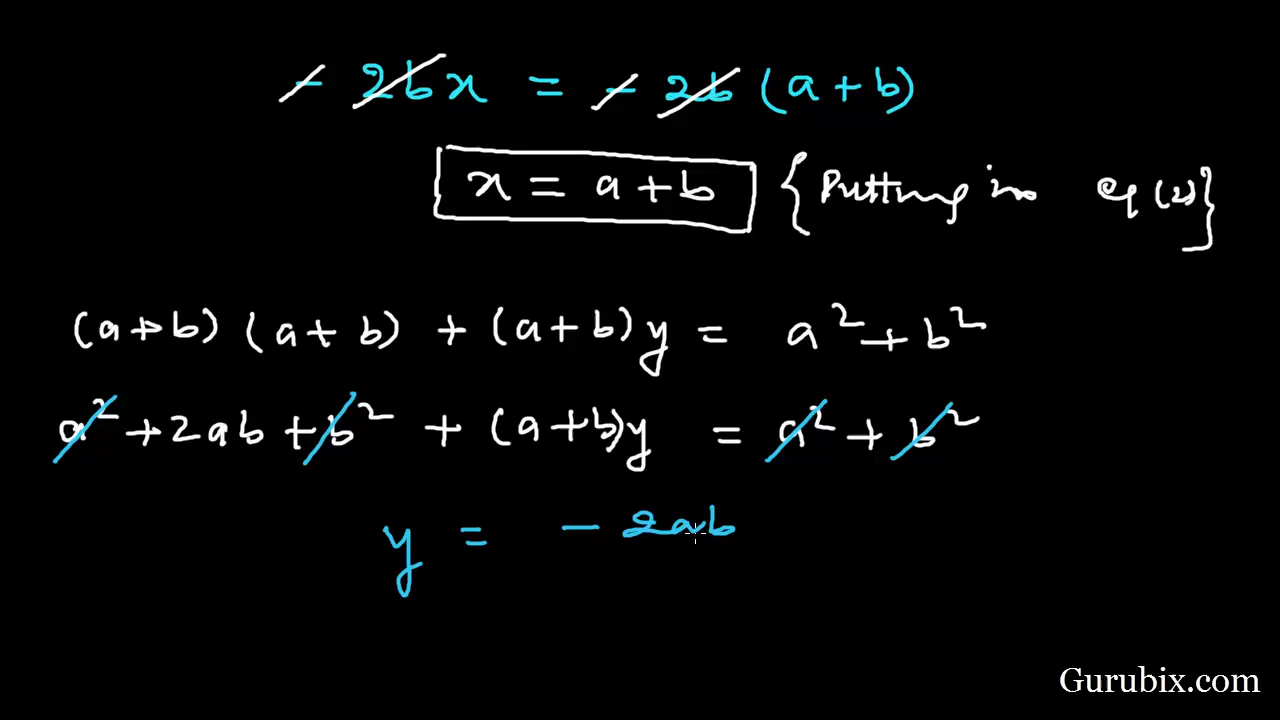 - 2bx = - 2b (a + b)
x = a + b { Putting in eq (2) }
(a + b) (a + b) + (a + b) y = a² + b²
a² + 2ab + b² + (a + b) y = a² + b²
y = - 2ab
Gurubix.com